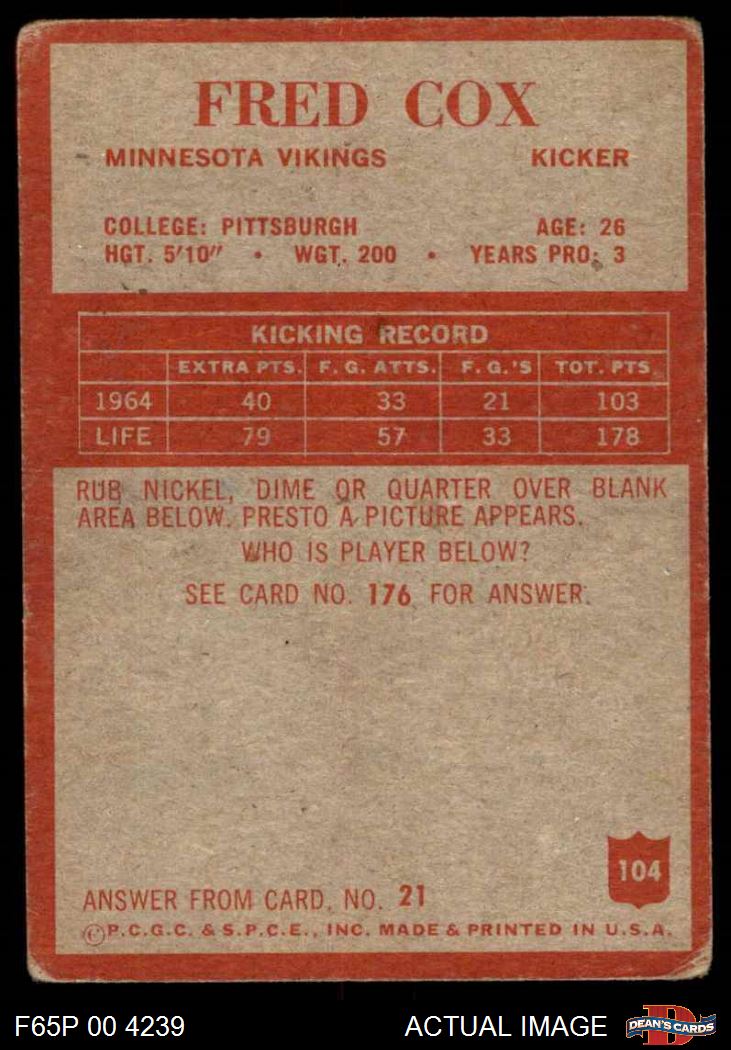 FRED COX
MINNESOTA VIKINGS KICKER
COLLEGE: PITTSBURGH AGE: 26
HGT. 5'10" • WGT. 200 • YEARS PRO: 3
KICKING RECORD
EXTRA PTS. F. G. ATTS. F. G.'S TOT. PTS
1964 40 33 21 103
LIFE 79 57 33 178
RUB NICKEL, DIME OR QUARTER OVER BLANK
AREA BELOW. PRESTO A PICTURE APPEARS.
WHO IS PLAYER BELOW?
SEE CARD NO. 176 FOR ANSWER.
104
ANSWER FROM CARD, NO. 21
©P.C.G.C. & S.P.C.E., INC. MADE & PRINTED IN U.S.A.
F65P 00 4239 ACTUAL IMAGE
D
DEAN'S CARDS